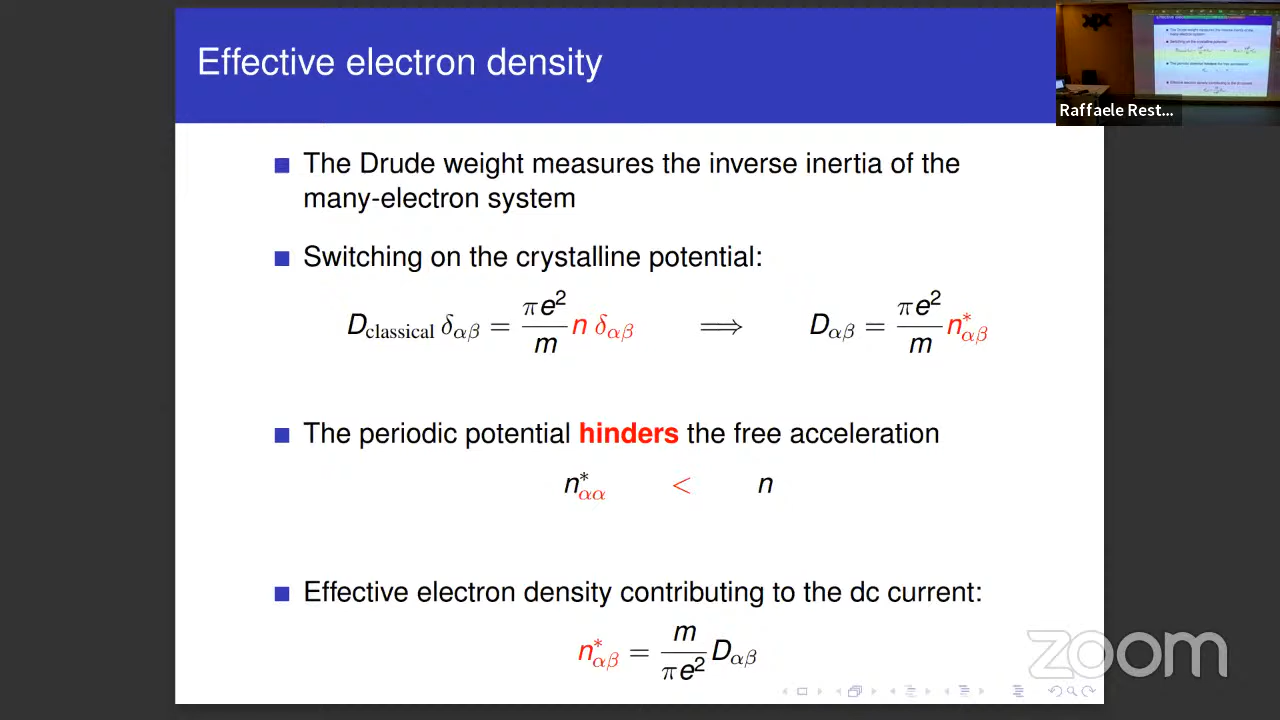 Effective electron density
The Drude weight measures the inverse inertia of the
many-electron system
Switching on the crystalline potential:
D_classical δ_αβ = πe²/m n δ_αβ ⟹ D_αβ = πe²/m n*_αβ
The periodic potential hinders the free acceleration
n*_αα < n
Effective electron density contributing to the dc current:
n*_αβ = m/πe² D_αβ
Raffaele Rest...
zoom